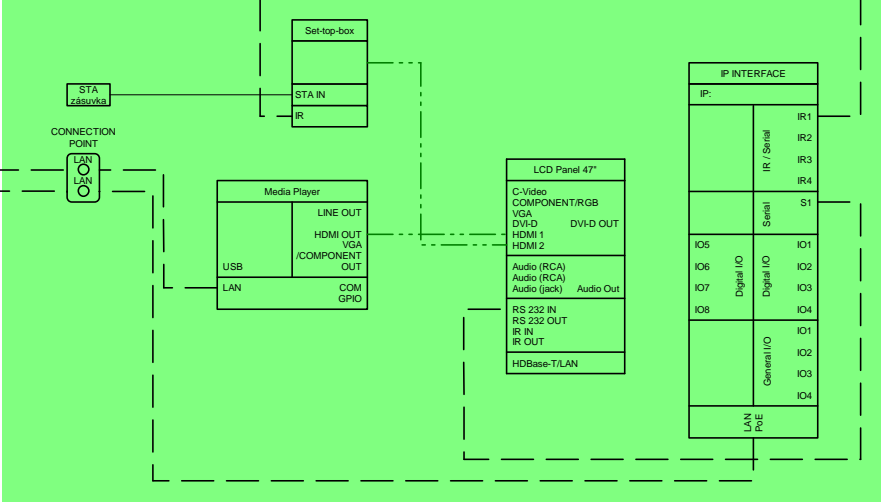 Set-top-box
STA IN
IR
STA
zásuvka
CONNECTION
POINT
LAN
LAN
Media Player
LINE OUT
HDMI OUT
VGA
/COMPONENT
USB OUT
LAN COM
GPIO
LCD Panel 47"
C-Video
COMPONENT/RGB
VGA
DVI-D DVI-D OUT
HDMI 1
HDMI 2
Audio (RCA)
Audio (RCA)
Audio (jack) Audio Out
RS 232 IN
RS 232 OUT
IR IN
IR OUT
HDBase-T/LAN
IP INTERFACE
IP:
IR / Serial
IR1
IR2
IR3
IR4
Serial
S1
IO5
IO6
IO7
IO8
Digital I/O
Digital I/O
IO1
IO2
IO3
IO4
General I/O
IO1
IO2
IO3
IO4
LAN
PoE